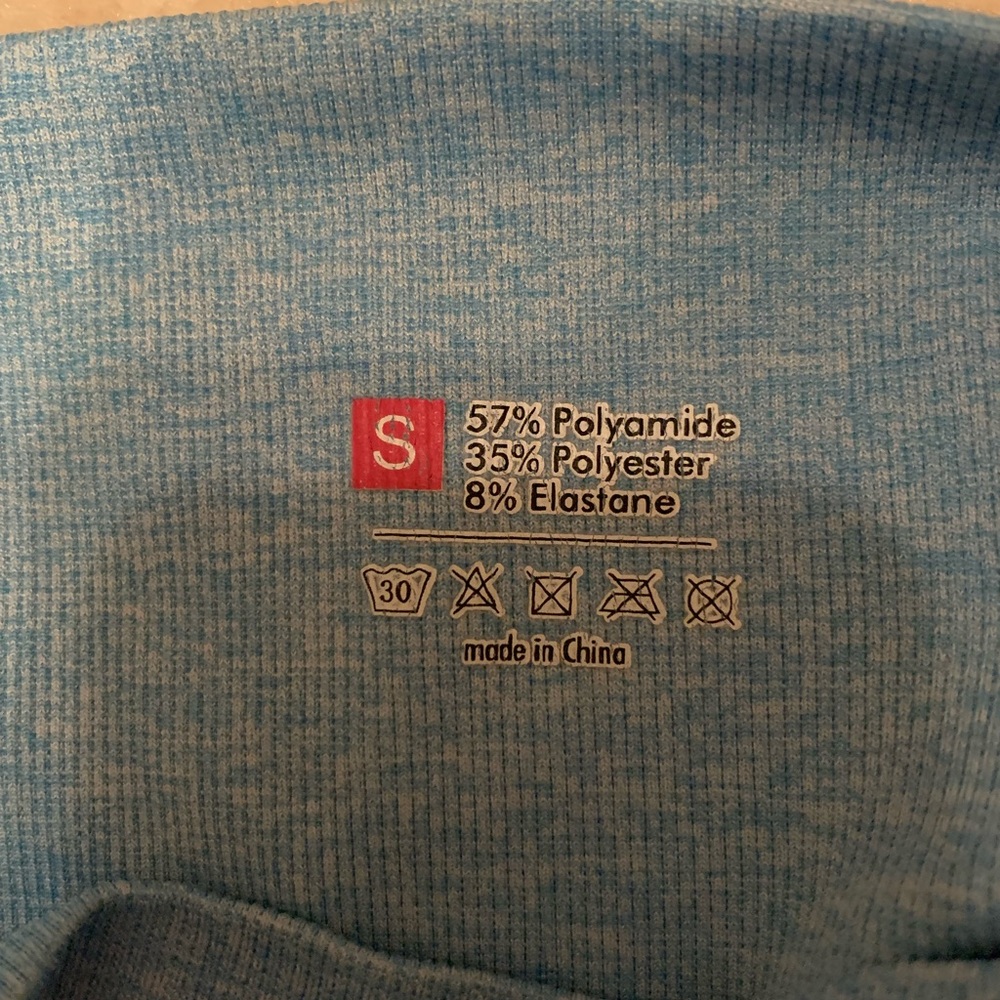 S
57% Polyamide
35% Polyester
8% Elastane
30
made in China